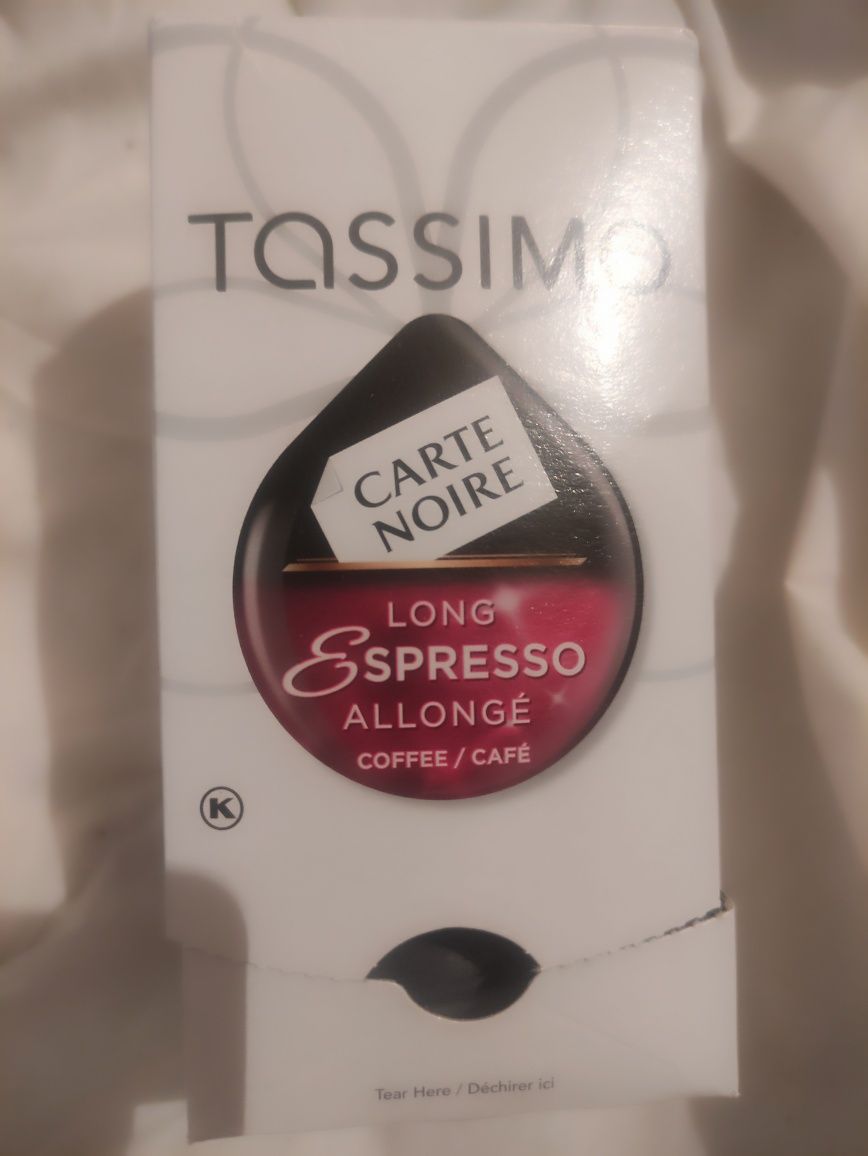 TASSIMO
CARTE
NOIRE
LONG
ESPRESSO
ALLONGÉ
COFFEE / CAFÉ
K
Tear Here / Déchirer ici